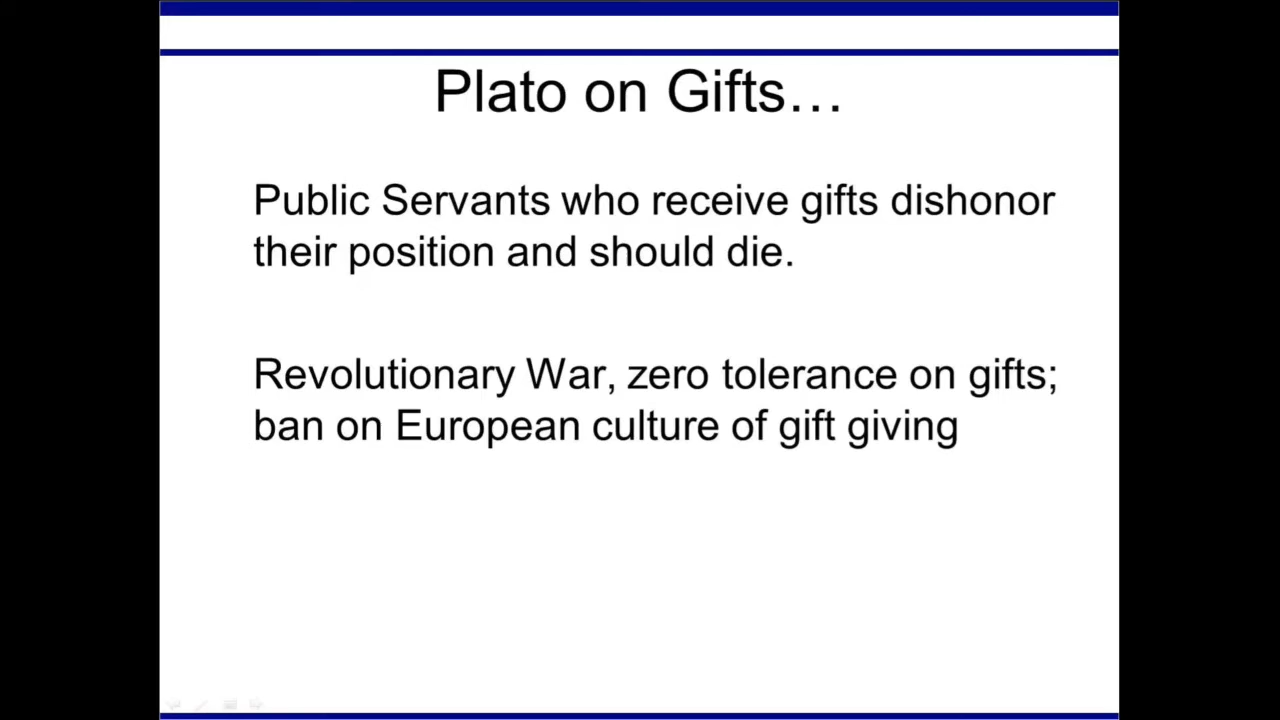 Plato on Gifts…
Public Servants who receive gifts dishonor
their position and should die.
Revolutionary War, zero tolerance on gifts;
ban on European culture of gift giving